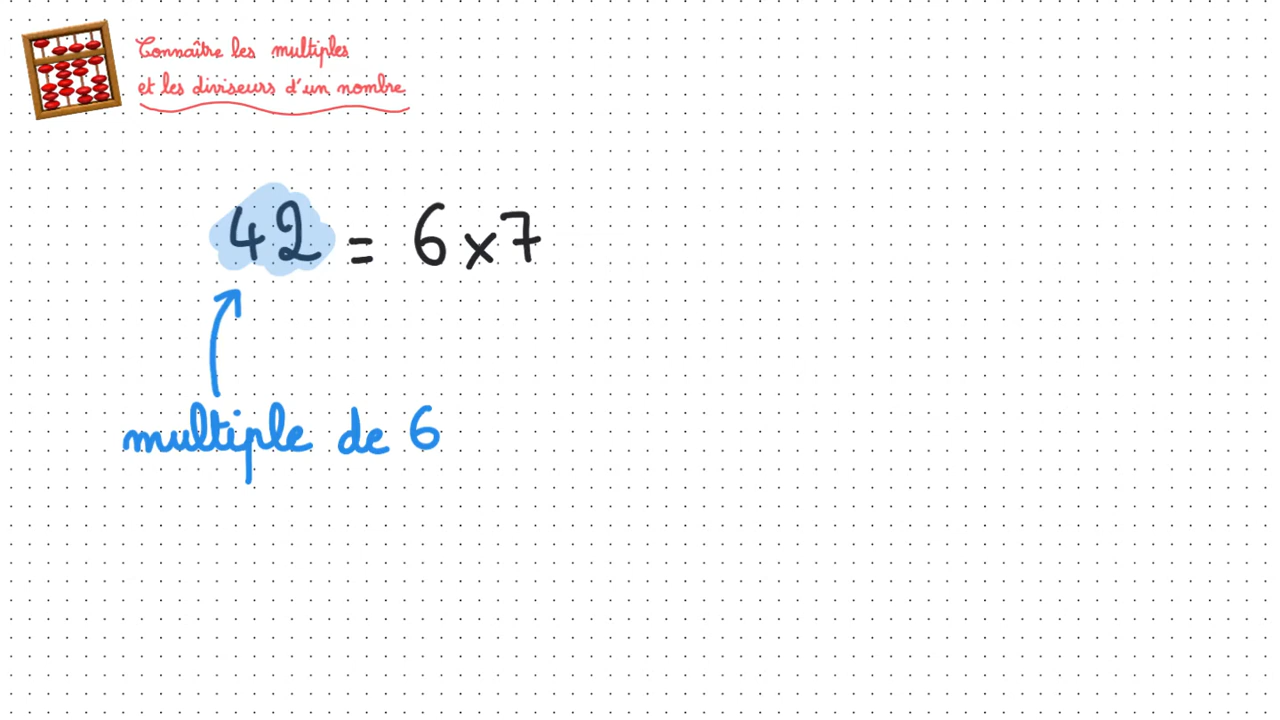 Connaître les multiples
et les diviseurs d'un nombre
42 = 6 x 7
multiple de 6